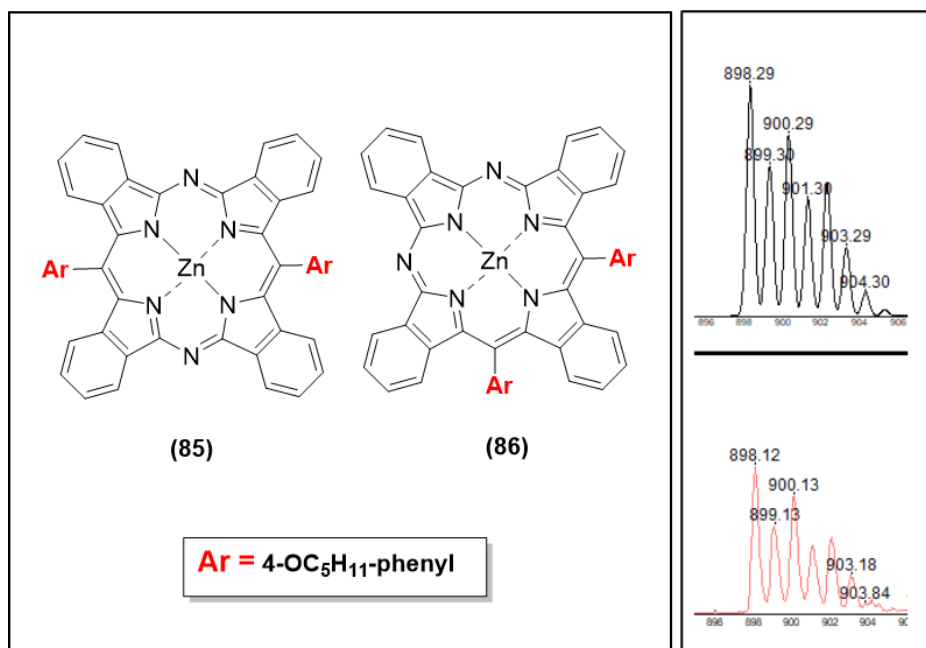 N
N
N
Ar
Zn
Ar
N
N
N
(85)
N
N
N
N
Zn
Ar
N
N
Ar
(86)
Ar = 4-OC₅H₁₁-phenyl
898.29
900.29
899.30
901.30
903.29
904.30
896 898 900 902 904 906
898.12
900.13
899.13
903.18
903.84
896 898 900 902 904